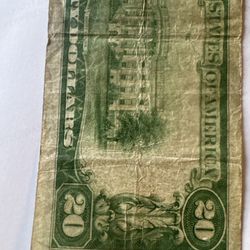 STATES OF AMERICA
20
Y DOLLARS
20